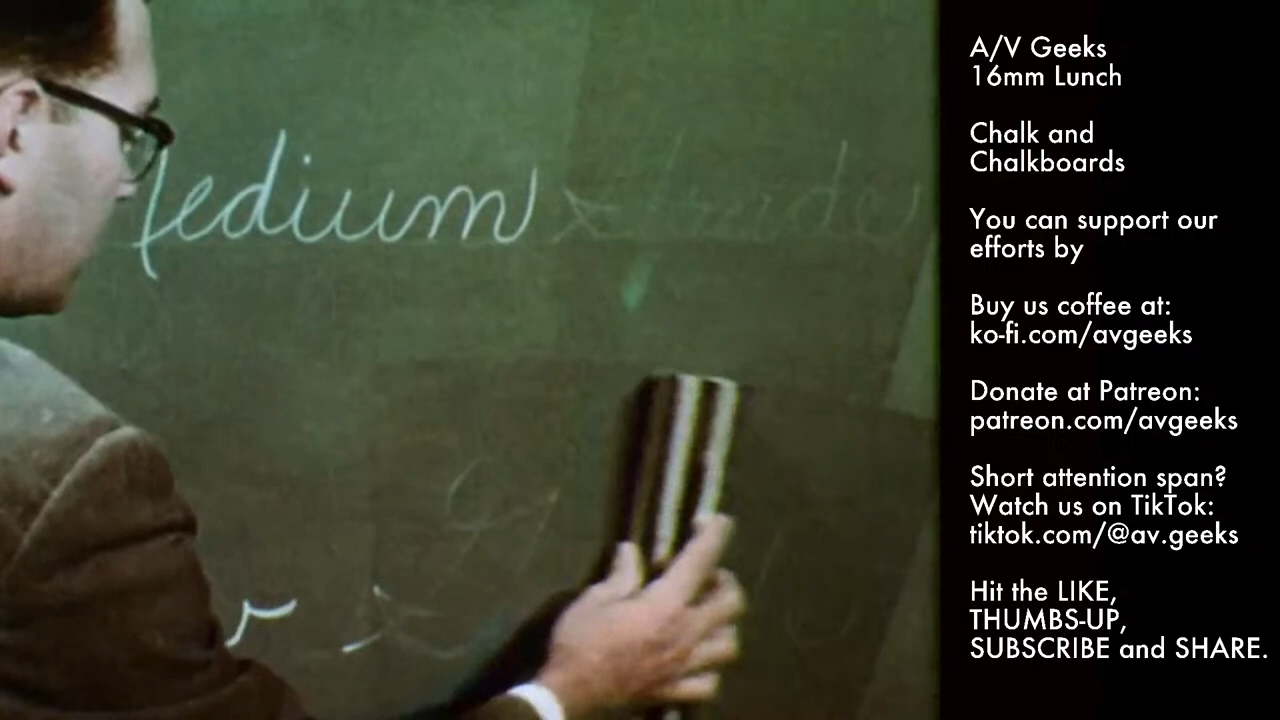 Medium
A/V Geeks
16mm Lunch
Chalk and
Chalkboards
You can support our
efforts by
Buy us coffee at:
ko-fi.com/avgeeks
Donate at Patreon:
patreon.com/avgeeks
Short attention span?
Watch us on TikTok:
tiktok.com/@av.geeks
Hit the LIKE,
THUMBS-UP,
SUBSCRIBE and SHARE.